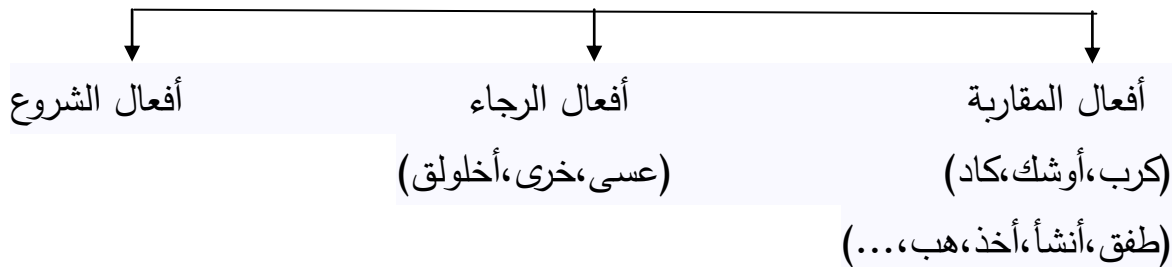 أفعال المقاربة أفعال الرجاء أفعال الشروع
(كرب،أوشك،كاد) (عسى،خرى،أخلولق)
(طفق،أنشأ،أخذ،هب،...)